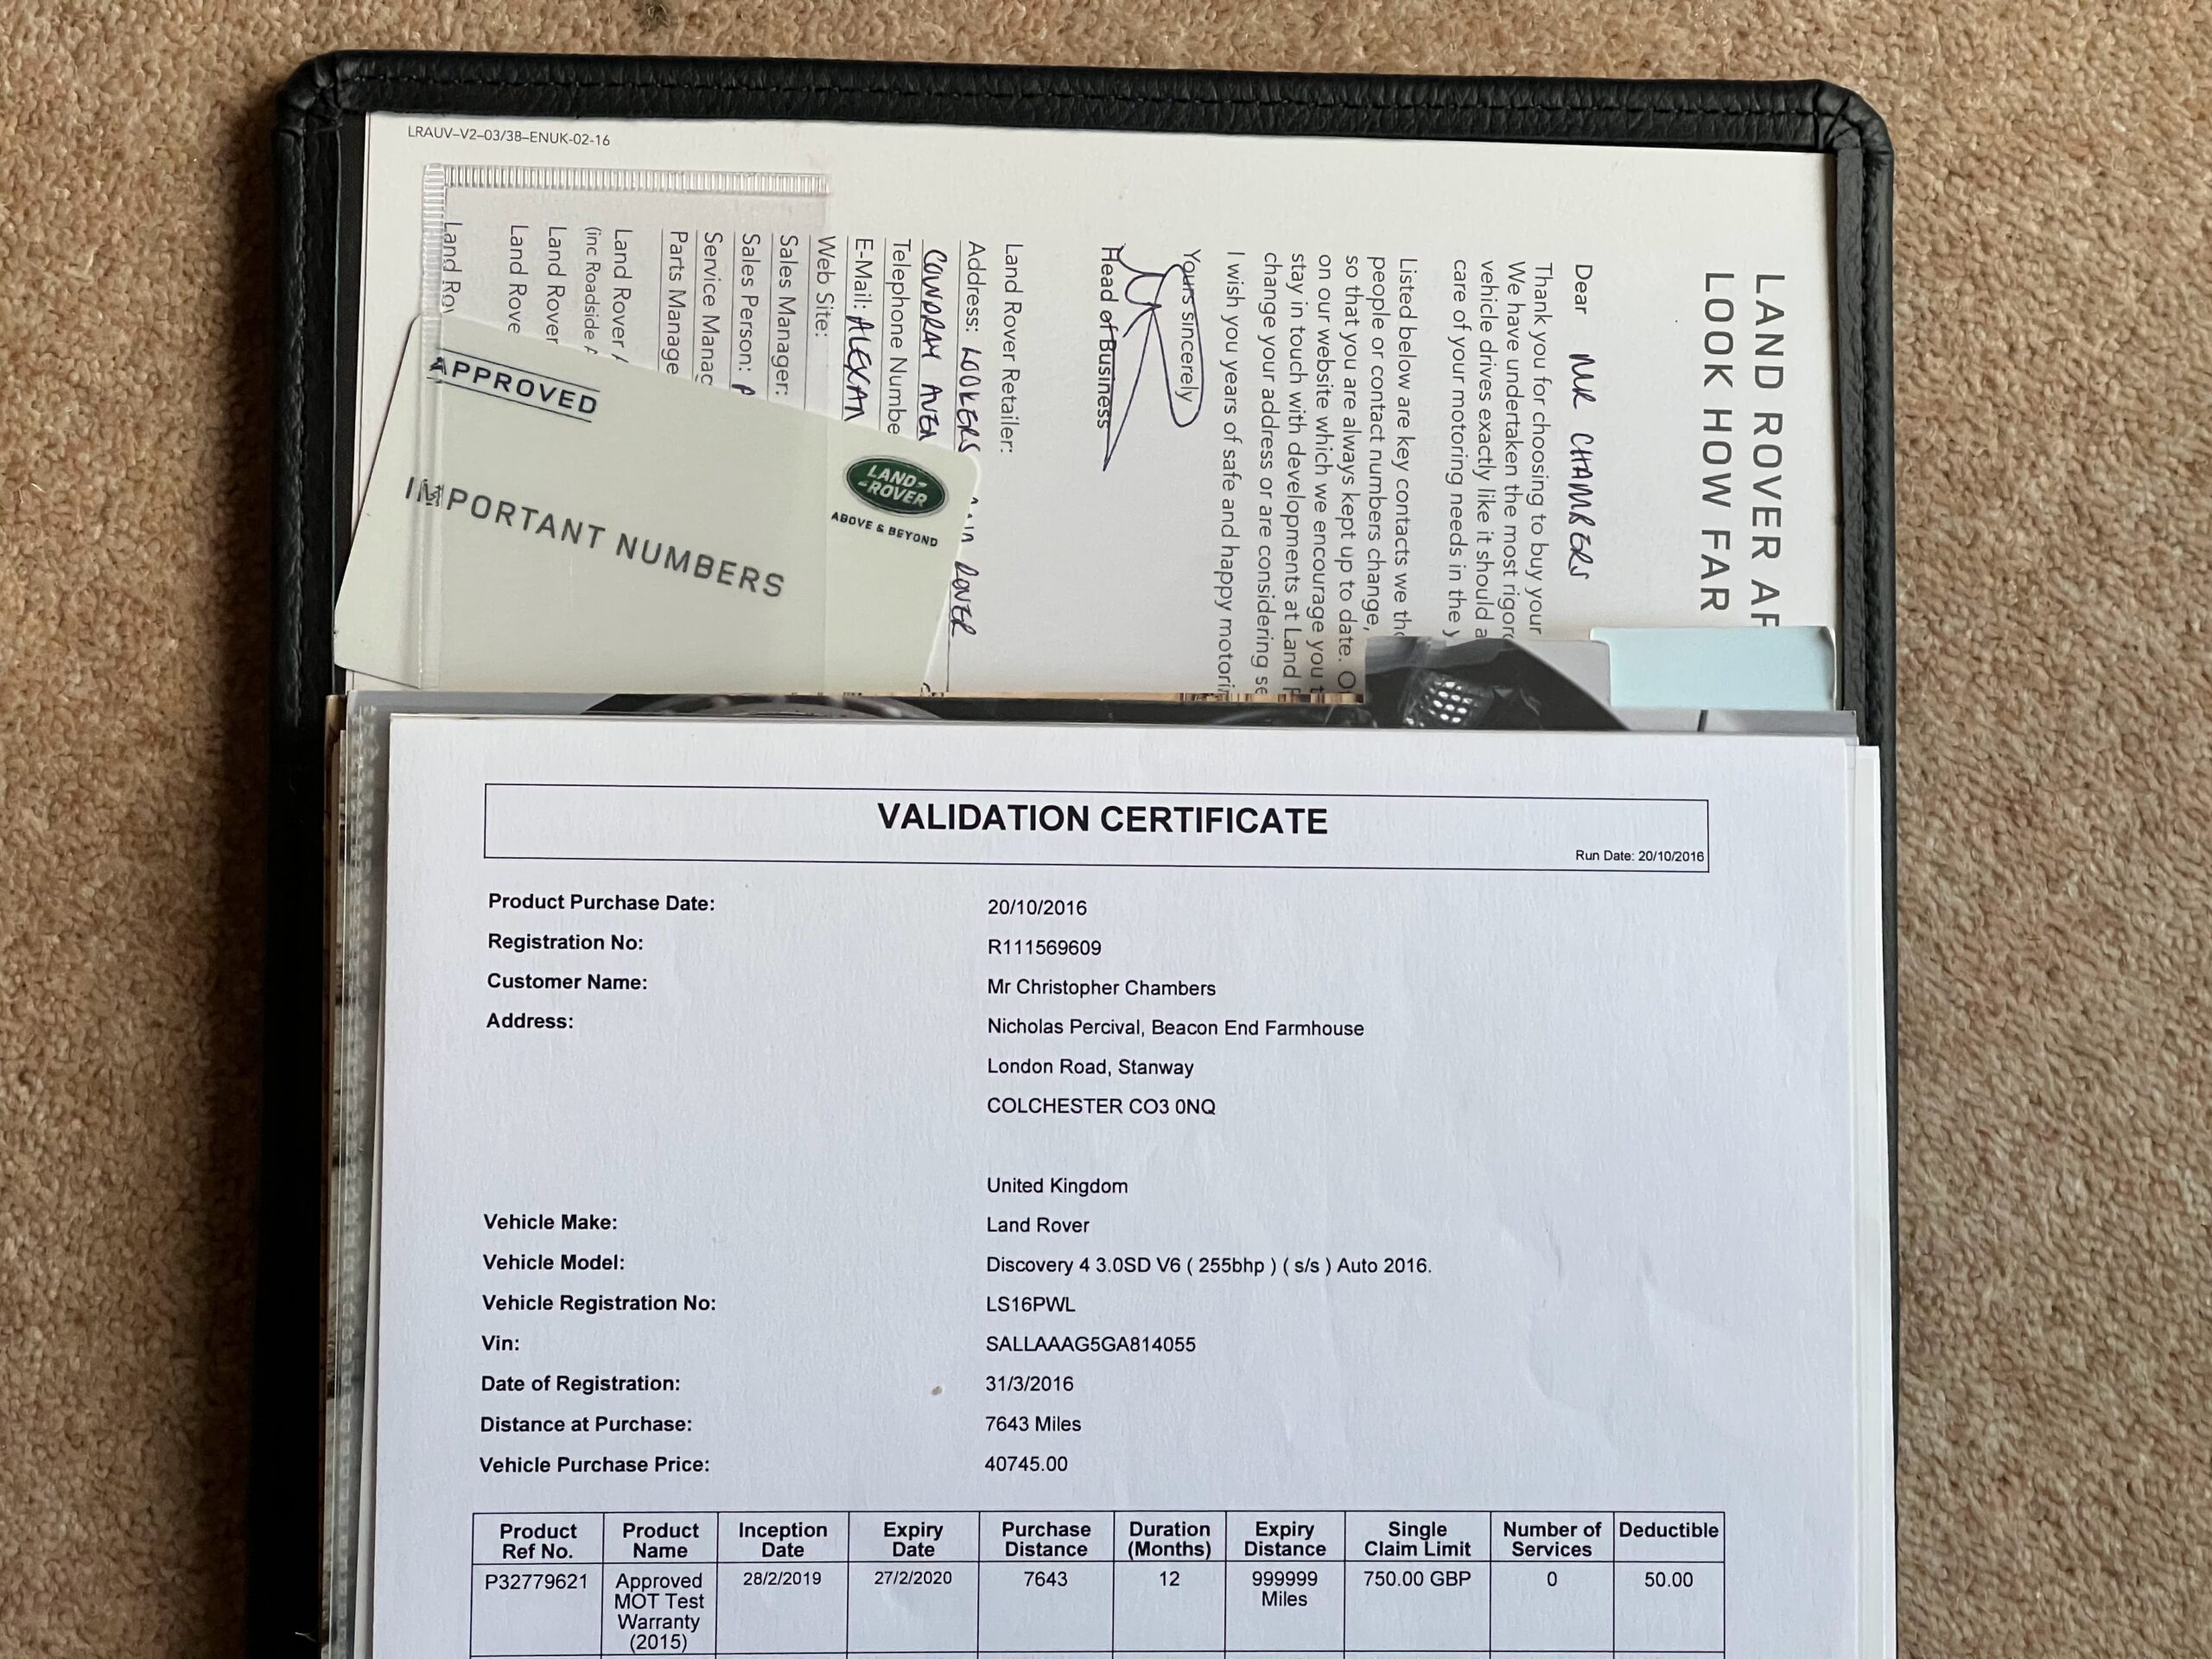 LRAUV–V2–03/38–ENUK-02-16
LAND ROVER
LOOK HOW FAR
Dear MR CHAMBERS
Thank you for choosing to buy your
We have undertaken the most
vehicle drives exactly like it should
care of your motoring needs in the
Listed below are key contacts we
people or contact numbers change,
so that you are always kept up to date.
on our website which we encourage you
stay in touch with developments at Land
change your address or are considering
I wish you years of safe and happy
Yours sincerely
Head of Business
Land Rover Retailer:
Address: LOOKERS LAND ROVER
Telephone
E-Mail:
Web Site:
Sales Manager:
Sales Person:
Service
Parts
Land Rover
(inc Roadside
Land Rover
Land
Land
APPROVED
IMPORTANT NUMBERS
LAND-
-ROVER
ABOVE & BEYOND
VALIDATION CERTIFICATE
Run Date: 20/10/2016
Product Purchase Date: 20/10/2016
Registration No: R111569609
Customer Name: Mr Christopher Chambers
Address: Nicholas Percival, Beacon End Farmhouse
London Road, Stanway
COLCHESTER CO3 0NQ
United Kingdom
Vehicle Make: Land Rover
Vehicle Model: Discovery 4 3.0SD V6 ( 255bhp ) ( s/s ) Auto 2016.
Vehicle Registration No: LS16PWL
Vin: SALLAAAG5GA814055
Date of Registration: 31/3/2016
Distance at Purchase: 7643 Miles
Vehicle Purchase Price: 40745.00
Product Product Inception Expiry Purchase Duration Expiry Single Number of Deductible
Ref No. Name Date Date Distance (Months) Distance Claim Limit Services
P32779621 Approved 28/2/2019 27/2/2020 7643 12 999999 750.00 GBP 0 50.00
MOT Test Miles
Warranty
(2015)